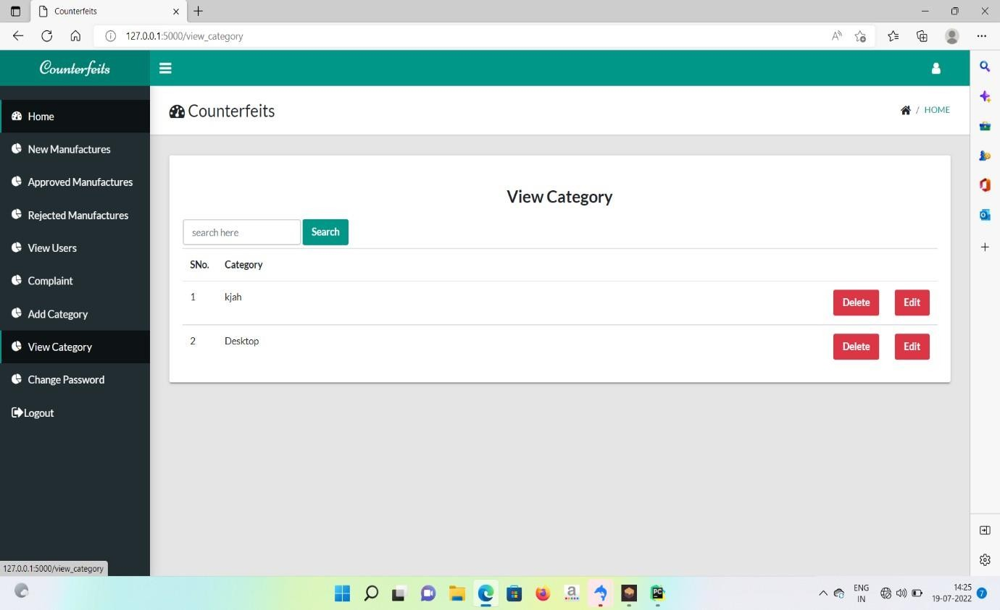 Counterfeits
127.0.0.1:5000/view_category
Counterfeits
Home
New Manufactures
Approved Manufactures
Rejected Manufactures
View Users
Complaint
Add Category
View Category
Change Password
Logout
Counterfeits
/ HOME
View Category
search here Search
SNo. Category
1 kjah Delete Edit
2 Desktop Delete Edit
127.0.0.1:5000/view_category
a
PC
ENG
IN
14:25
19-07-2022
7